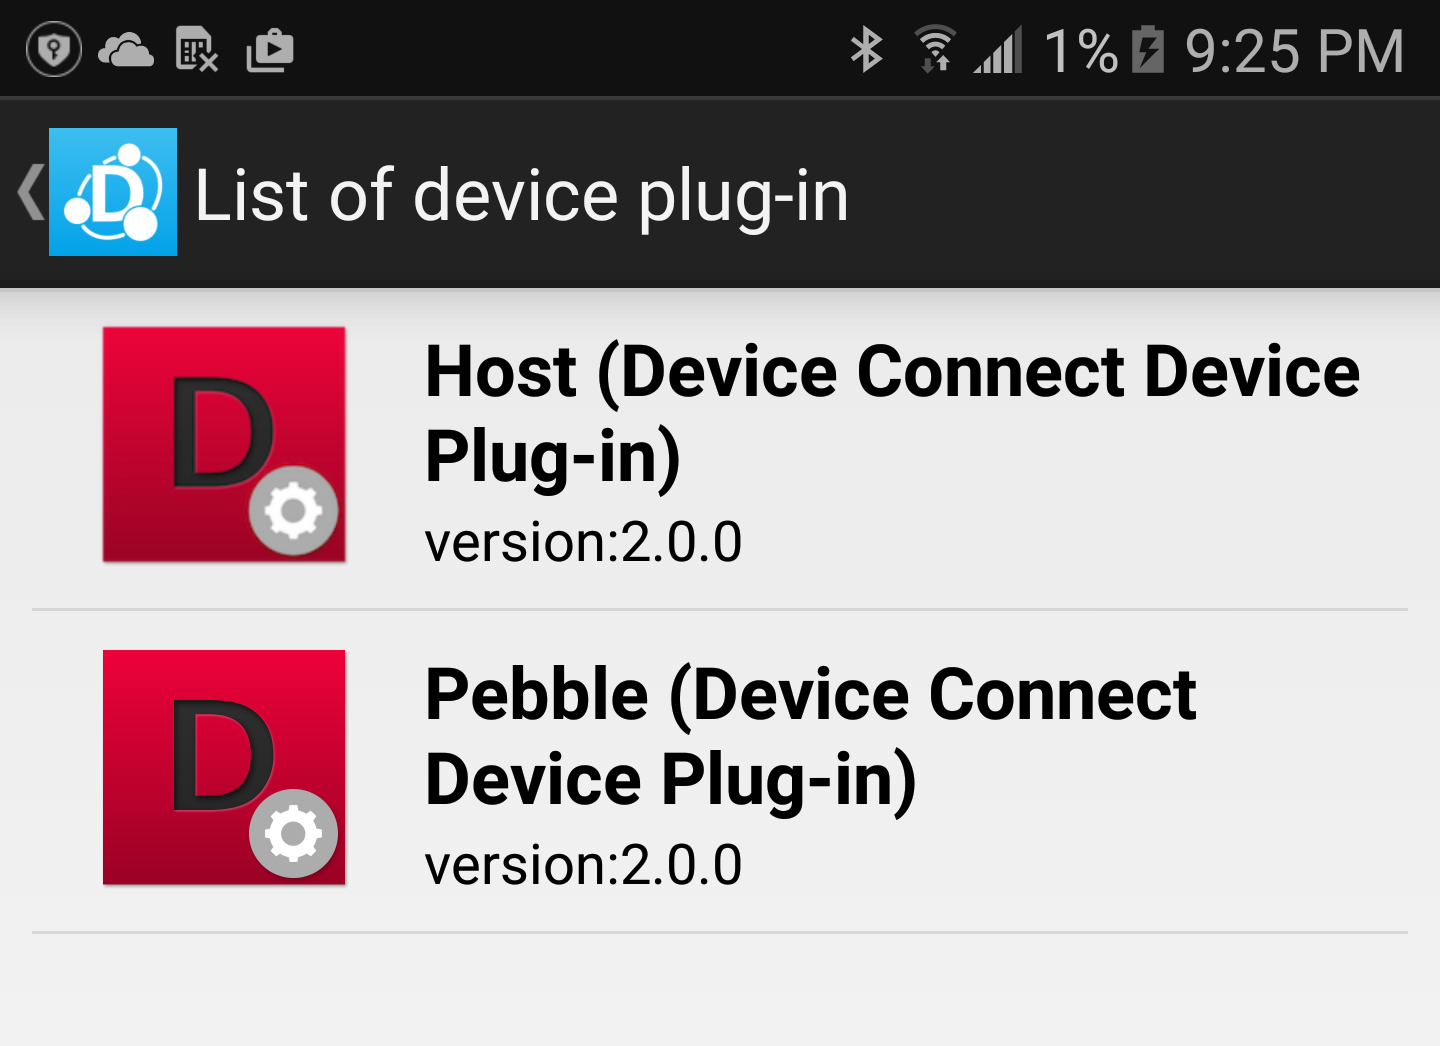 1% 9:25 PM
D List of device plug-in
D
Host (Device Connect Device
Plug-in)
version:2.0.0
D
Pebble (Device Connect
Device Plug-in)
version:2.0.0